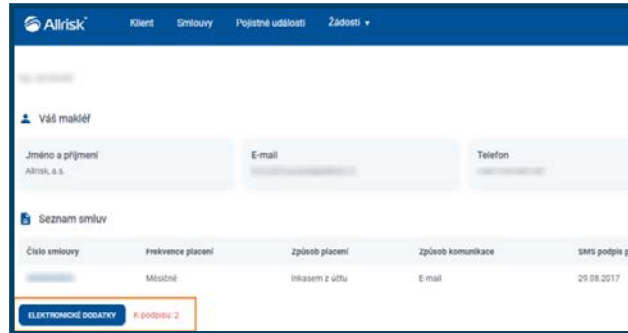 Allrisk Klient Smlouvy Pojistné události Žádosti
Váš makléř
Jméno a příjmení E-mail Telefon
Allrisk, a.s.
Seznam smluv
Číslo smlouvy Frekvence placení Způsob placení Způsob komunikace SMS podpis p
Měsíčně Inkasem z účtu E-mail 29.08.2017
ELEKTRONICKÉ DODATKY K podpisu: 2